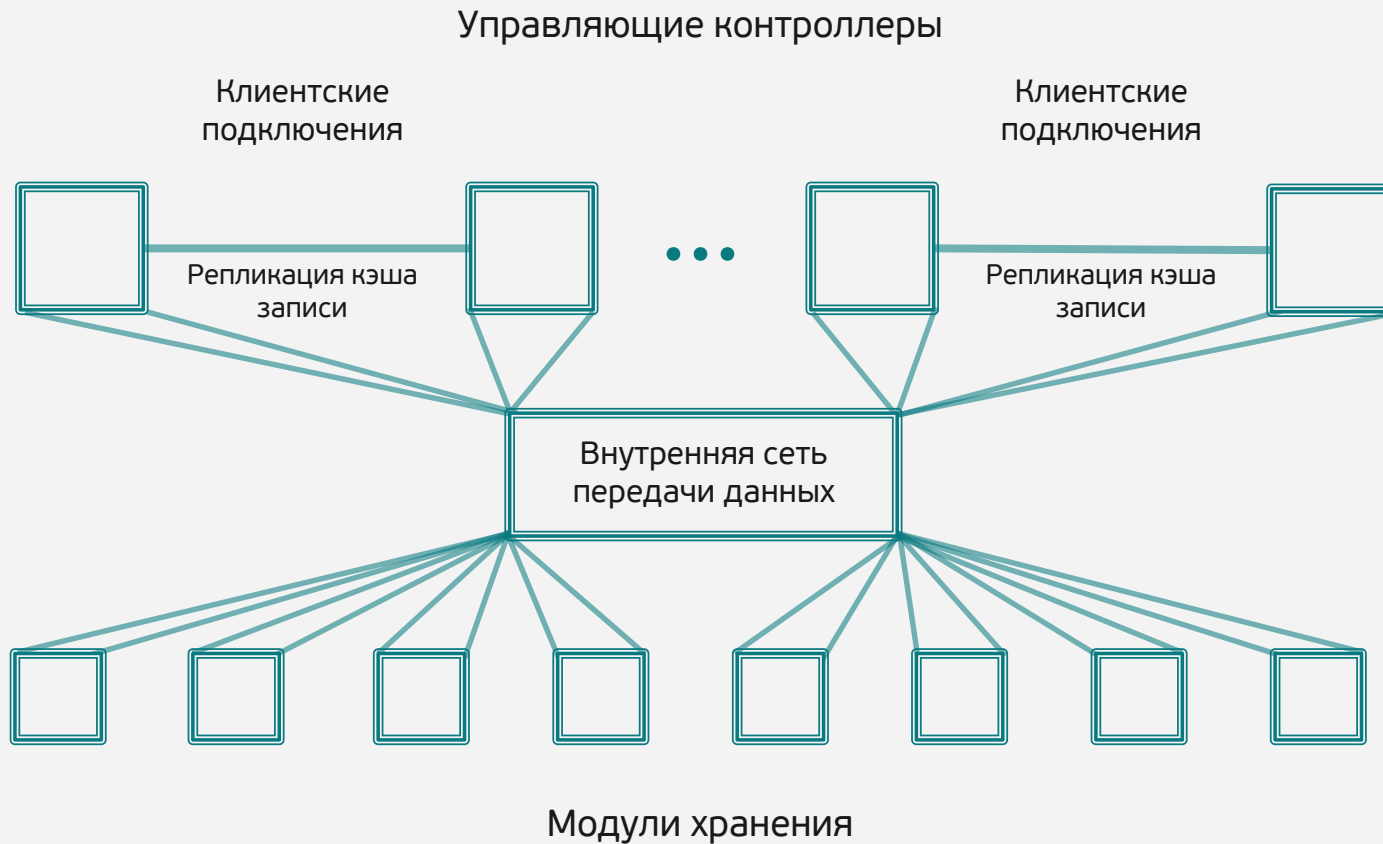 Управляющие контроллеры
Клиентские
подключения
Клиентские
подключения
Репликация кэша
записи
Репликация кэша
записи
Внутренняя сеть
передачи данных
Модули хранения